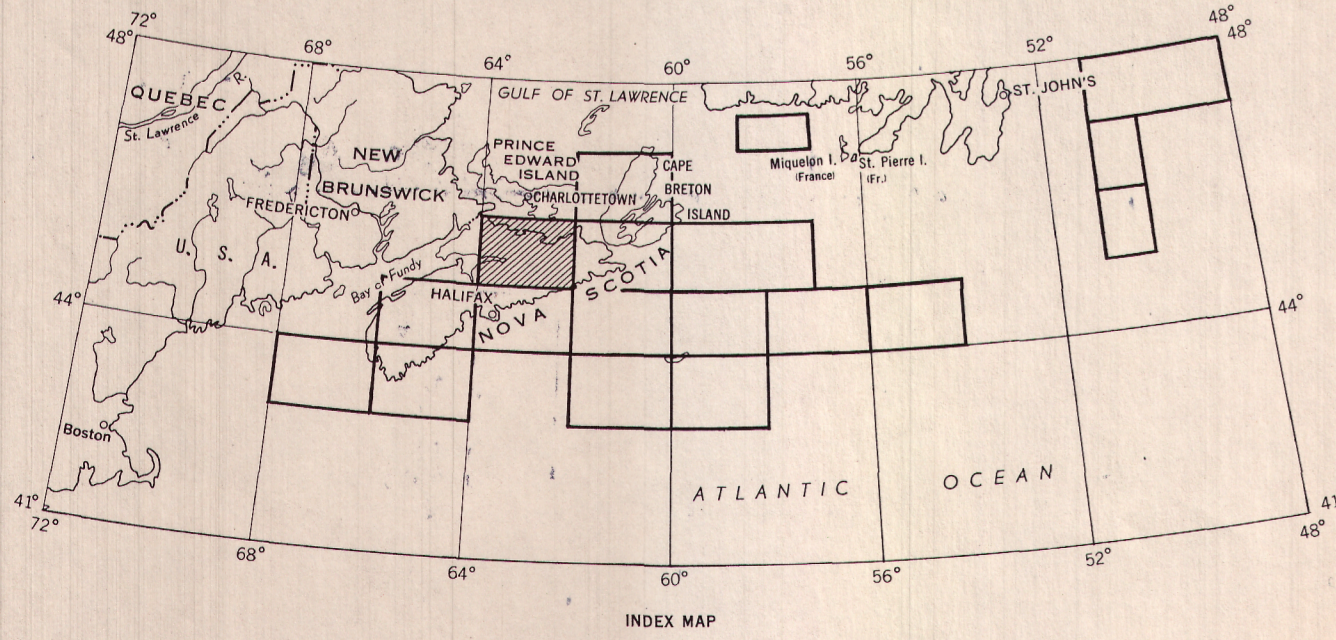 72°
48°
68°
64°
60°
56°
52°
48°
48°
QUEBEC
R.
St. Lawrence
GULF OF ST. LAWRENCE
ST. JOHN'S
NEW
BRUNSWICK
FREDERICTON
PRINCE
EDWARD
ISLAND
CHARLOTTETOWN
CAPE
BRETON
ISLAND
Miquelon I.
(France)
St. Pierre I.
(Fr.)
U. S. A.
Bay of Fundy
HALIFAX
NOVA SCOTIA
44°
44°
Boston
ATLANTIC OCEAN
41°
72°
68°
64°
60°
56°
52°
48°
41
INDEX MAP